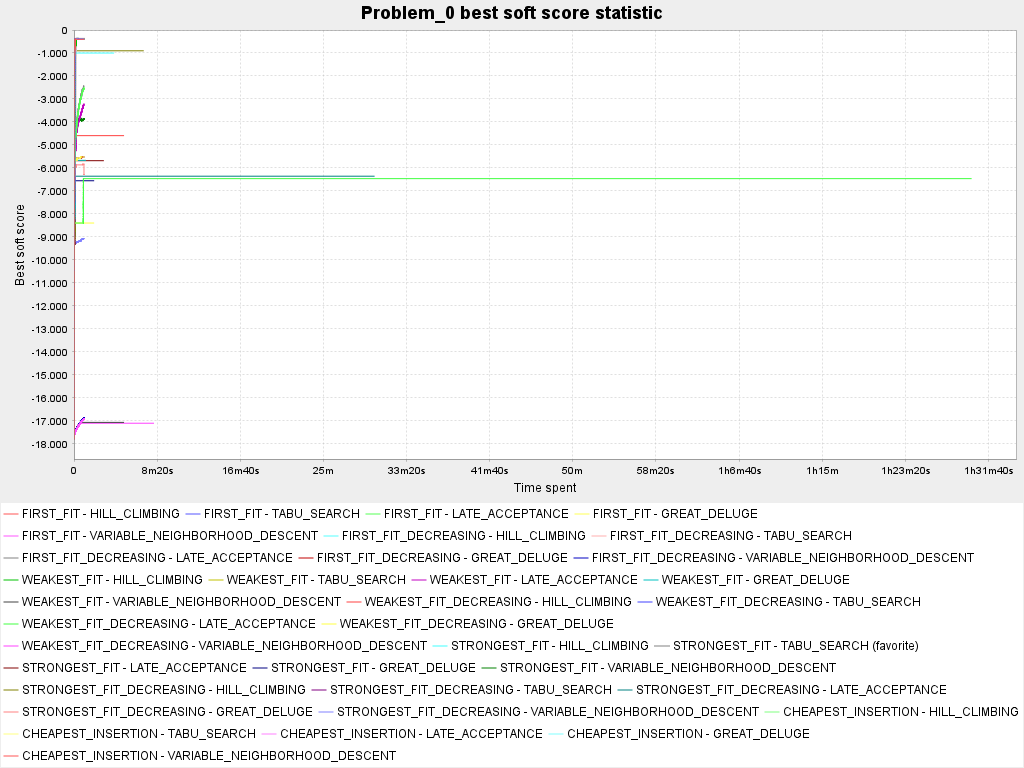 Problem_0 best soft score statistic
Best soft score
0
-1.000
-2.000
-3.000
-4.000
-5.000
-6.000
-7.000
-8.000
-9.000
-10.000
-11.000
-12.000
-13.000
-14.000
-15.000
-16.000
-17.000
-18.000
0 8m20s 16m40s 25m 33m20s 41m40s 50m 58m20s 1h6m40s 1h15m 1h23m20s 1h31m40s
Time spent
FIRST_FIT - HILL_CLIMBING FIRST_FIT - TABU_SEARCH FIRST_FIT - LATE_ACCEPTANCE FIRST_FIT - GREAT_DELUGE
FIRST_FIT - VARIABLE_NEIGHBORHOOD_DESCENT FIRST_FIT_DECREASING - HILL_CLIMBING FIRST_FIT_DECREASING - TABU_SEARCH
FIRST_FIT_DECREASING - LATE_ACCEPTANCE FIRST_FIT_DECREASING - GREAT_DELUGE FIRST_FIT_DECREASING - VARIABLE_NEIGHBORHOOD_DESCENT
WEAKEST_FIT - HILL_CLIMBING WEAKEST_FIT - TABU_SEARCH WEAKEST_FIT - LATE_ACCEPTANCE WEAKEST_FIT - GREAT_DELUGE
WEAKEST_FIT - VARIABLE_NEIGHBORHOOD_DESCENT WEAKEST_FIT_DECREASING - HILL_CLIMBING WEAKEST_FIT_DECREASING - TABU_SEARCH
WEAKEST_FIT_DECREASING - LATE_ACCEPTANCE WEAKEST_FIT_DECREASING - GREAT_DELUGE
WEAKEST_FIT_DECREASING - VARIABLE_NEIGHBORHOOD_DESCENT STRONGEST_FIT - HILL_CLIMBING STRONGEST_FIT - TABU_SEARCH (favorite)
STRONGEST_FIT - LATE_ACCEPTANCE STRONGEST_FIT - GREAT_DELUGE STRONGEST_FIT - VARIABLE_NEIGHBORHOOD_DESCENT
STRONGEST_FIT_DECREASING - HILL_CLIMBING STRONGEST_FIT_DECREASING - TABU_SEARCH STRONGEST_FIT_DECREASING - LATE_ACCEPTANCE
STRONGEST_FIT_DECREASING - GREAT_DELUGE STRONGEST_FIT_DECREASING - VARIABLE_NEIGHBORHOOD_DESCENT CHEAPEST_INSERTION - HILL_CLIMBING
CHEAPEST_INSERTION - TABU_SEARCH CHEAPEST_INSERTION - LATE_ACCEPTANCE CHEAPEST_INSERTION - GREAT_DELUGE
CHEAPEST_INSERTION - VARIABLE_NEIGHBORHOOD_DESCENT